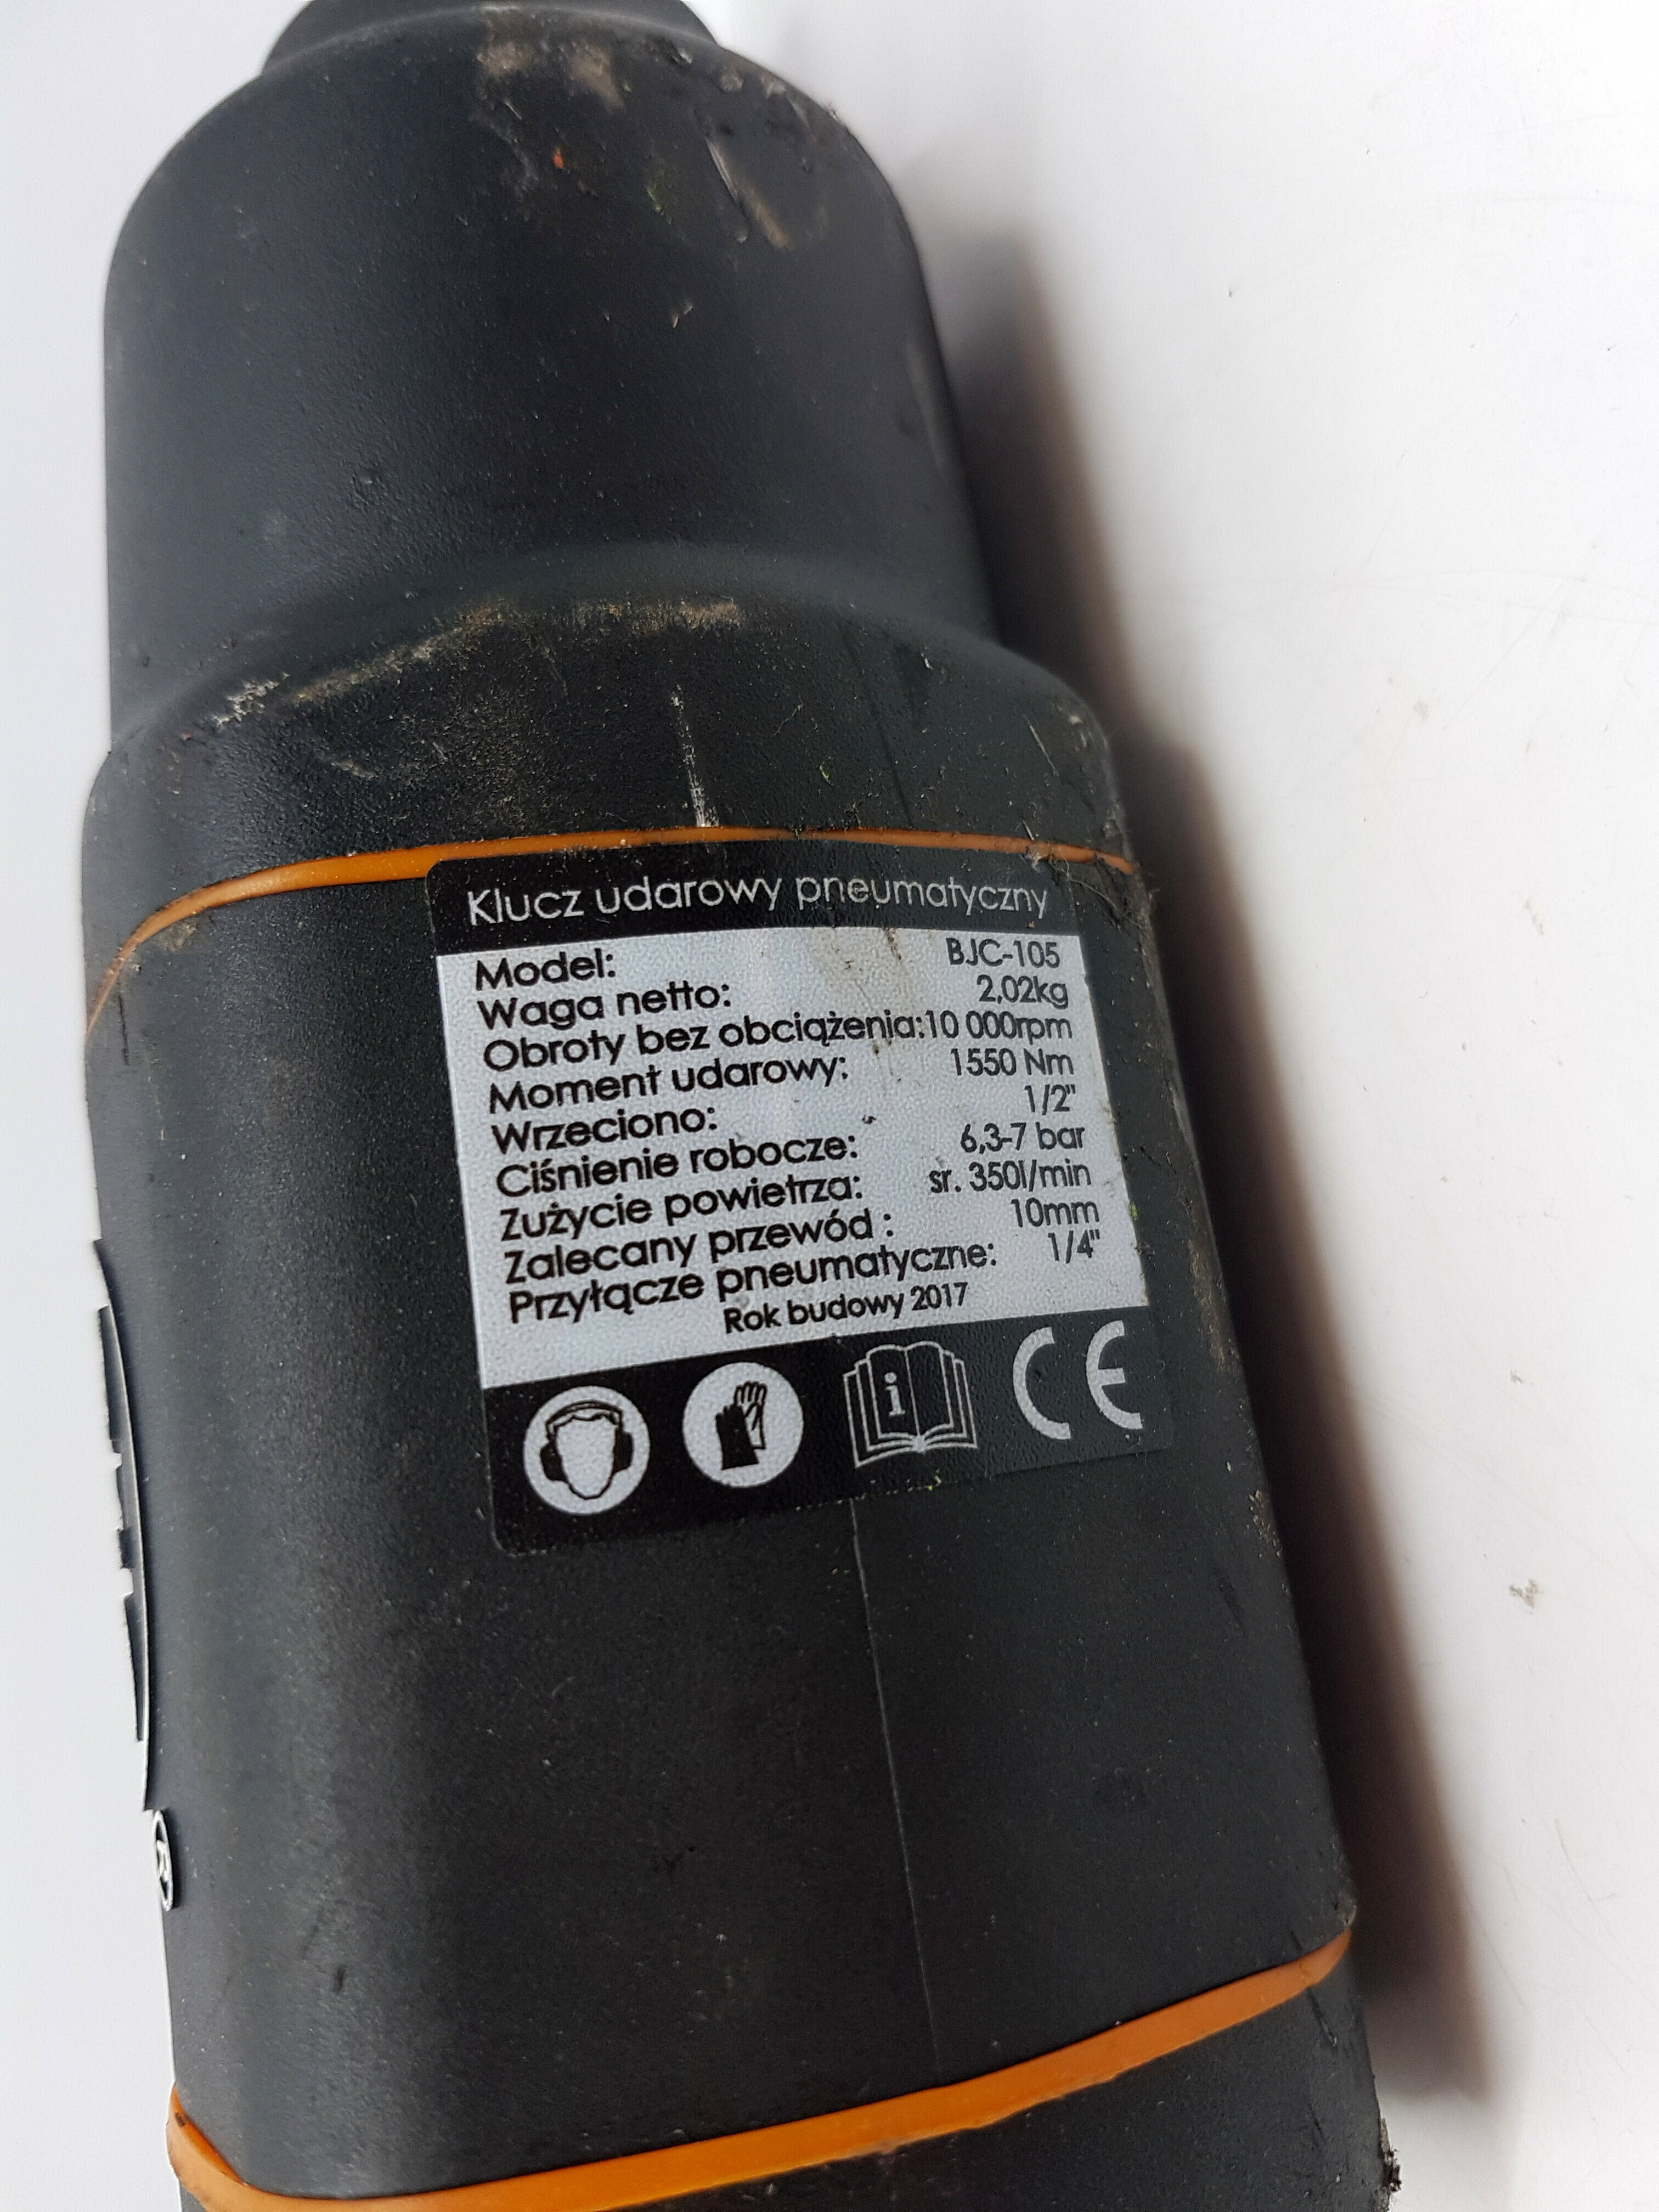 Klucz udarowy pneumatyczny
Model: BJC-105
Waga netto: 2,02kg
Obroty bez obciążenia:10 000rpm
Moment udarowy: 1550 Nm
Wrzeciono: 1/2"
Ciśnienie robocze: 6,3-7 bar
Zużycie powietrza: sr. 350l/min
Zalecany przewód : 10mm
Przyłącze pneumatyczne: 1/4"
Rok budowy 2017
i
CE
®